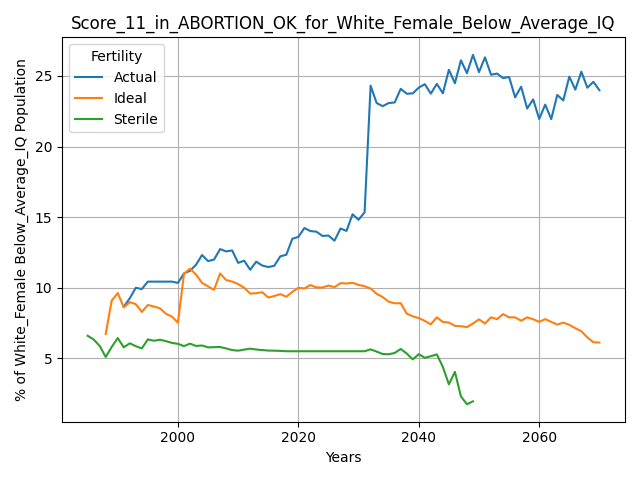 Score_11_in_ABORTION_OK_for_White_Female_Below_Average_IQ
% of White_Female Below_Average_IQ Population
25
20
15
10
5
Fertility
Actual
Ideal
Sterile
2000
2020
2040
2060
Years